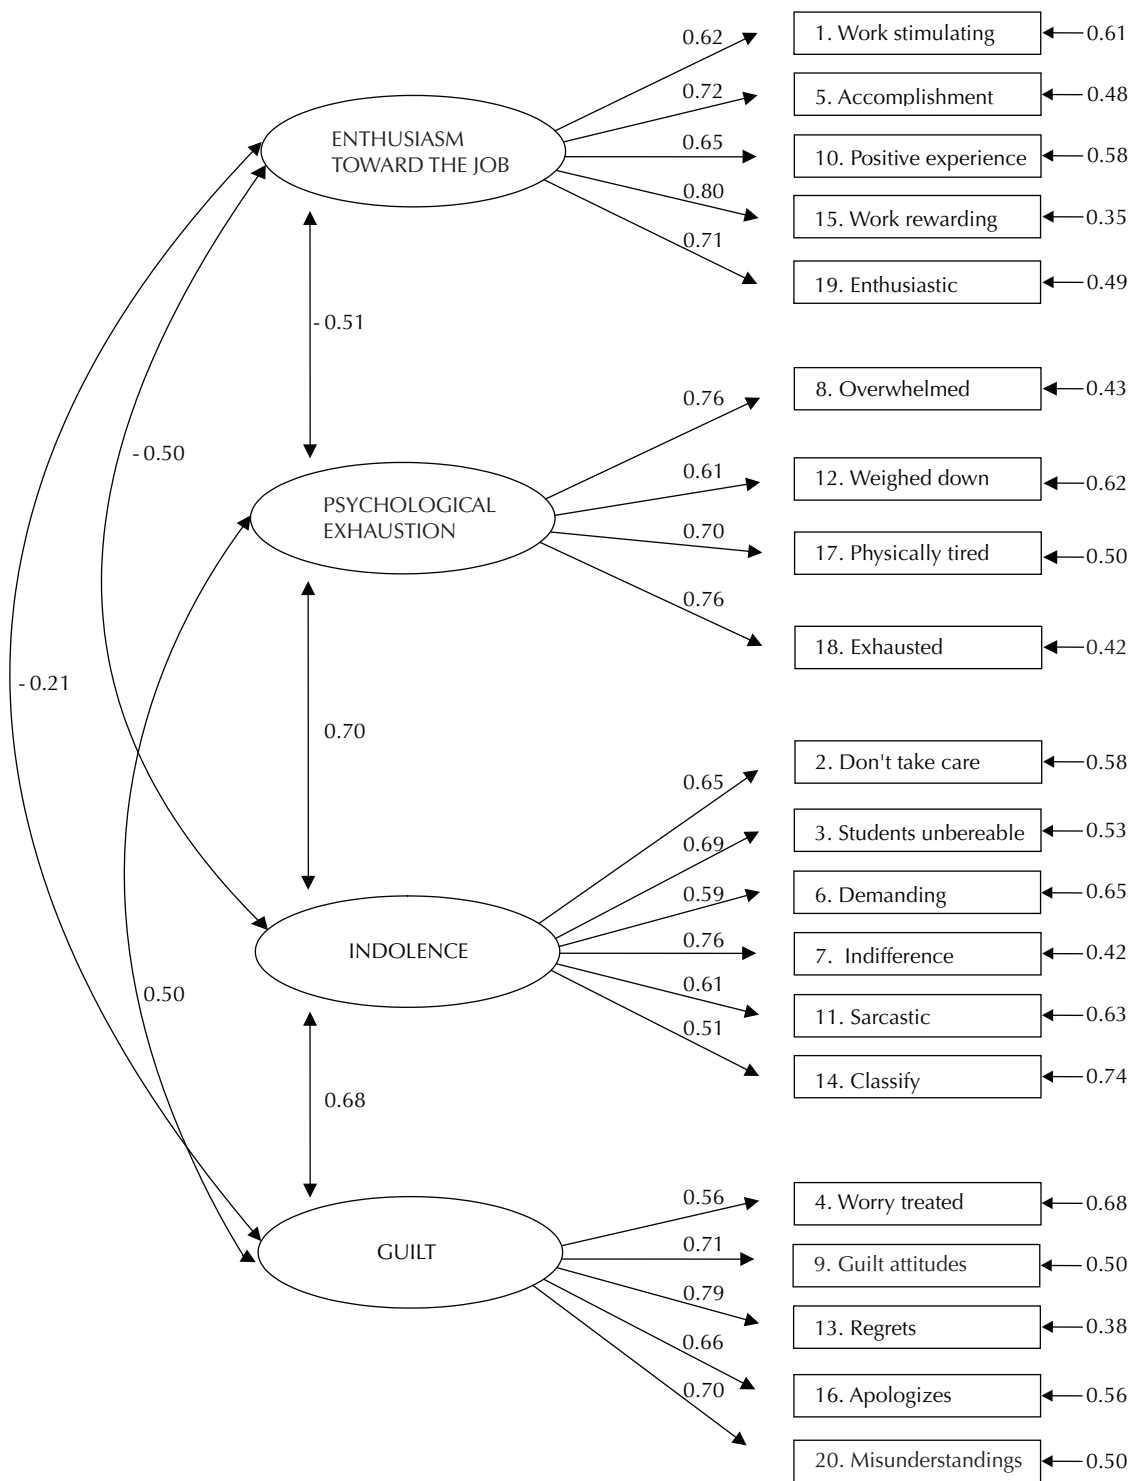 0.62
1. Work stimulating
0.61
0.72
5. Accomplishment
0.48
ENTHUSIASM
TOWARD THE JOB
0.65
10. Positive experience
0.58
0.80
15. Work rewarding
0.35
0.71
19. Enthusiastic
0.49
- 0.51
0.76
8. Overwhelmed
0.43
- 0.50
0.61
12. Weighed down
0.62
PSYCHOLOGICAL
EXHAUSTION
0.70
17. Physically tired
0.50
0.76
18. Exhausted
0.42
- 0.21
0.70
0.65
2. Don't take care
0.58
0.69
3. Students unbereable
0.53
0.59
6. Demanding
0.65
INDOLENCE
0.76
7. Indifference
0.42
0.50
0.61
11. Sarcastic
0.63
0.51
14. Classify
0.74
0.68
0.56
4. Worry treated
0.68
GUILT
0.71
9. Guilt attitudes
0.50
0.79
13. Regrets
0.38
0.66
16. Apologizes
0.56
0.70
20. Misunderstandings
0.50